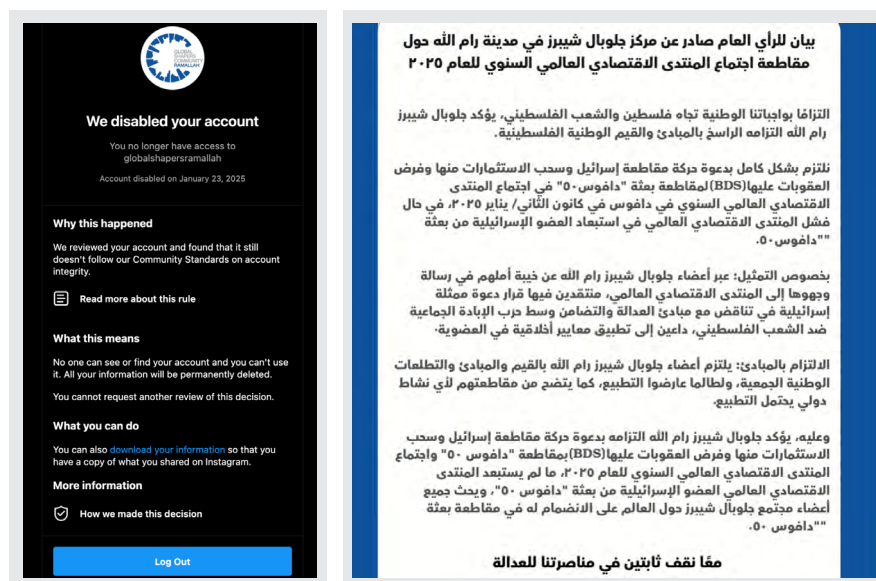 GLOBAL
SHAPERS
COMMUNITY
RAMALLAH
We disabled your account
You no longer have access to
globalshapersramallah
Account disabled on January 23, 2025
Why this happened
We reviewed your account and found that it still
doesn't follow our Community Standards on account
integrity.
Read more about this rule
What this means
No one can see or find your account and you can't use
it. All your information will be permanently deleted.
You cannot request another review of this decision.
What you can do
You can also download your information so that you
have a copy of what you shared on Instagram.
More information
How we made this decision
Log Out
بيان للرأي العام صادر عن مركز جلوبال شيبرز في مدينة رام الله حول
مقاطعة اجتماع المنتدى الاقتصادي العالمي السنوي للعام ٢٠٢٥
التزامًا بواجباتنا الوطنية تجاه فلسطين والشعب الفلسطيني، يؤكد جلوبال شيبرز
رام الله التزامه الراسخ بالمبادئ والقيم الوطنية الفلسطينية.
نلتزم بشكل كامل بدعوة حركة مقاطعة إسرائيل وسحب الاستثمارات منها وفرض
العقوبات عليها(BDS)لمقاطعة بعثة "دافوس٥٠" في اجتماع المنتدى
الاقتصادي العالمي السنوي في دافوس في كانون الثاني/ يناير ٢٠٢٥، في حال
فشل المنتدى الاقتصادي العالمي في استبعاد العضو الإسرائيلية من بعثة
""دافوس٥٠.
بخصوص التمثيل: عبر أعضاء جلوبال شيبرز رام الله عن خيبة أملهم في رسالة
وجهوها إلى المنتدى الاقتصادي العالمي، منتقدين فيها قرار دعوة ممثلة
إسرائيلية في تناقض مع مبادئ العدالة والتضامن وسط حرب الإبادة الجماعية
ضد الشعب الفلسطيني، داعين إلى تطبيق معايير أخلاقية في العضوية.
الالتزام بالمبادئ: يلتزم أعضاء جلوبال شيبرز رام الله بالقيم والمبادئ والتطلعات
الوطنية الجمعية، ولطالما عارضوا التطبيع، كما يتضح من مقاطعتهم لأي نشاط
دولي يحتمل التطبيع.
وعليه، يؤكد جلوبال شيبرز رام الله التزامه بدعوة حركة مقاطعة إسرائيل وسحب
الاستثمارات منها وفرض العقوبات عليها(BDS)بمقاطعة "دافوس ٥٠" واجتماع
المنتدى الاقتصادي العالمي السنوي للعام ٢٠٢٥، ما لم يستبعد المنتدى
الاقتصادي العالمي العضو الإسرائيلية من بعثة "دافوس ٥٠"، ويحث جميع
أعضاء مجتمع جلوبال شيبرز حول العالم على الانضمام له في مقاطعة بعثة
""دافوس ٥٠.
معًا نقف ثابتين في مناصرتنا للعدالة